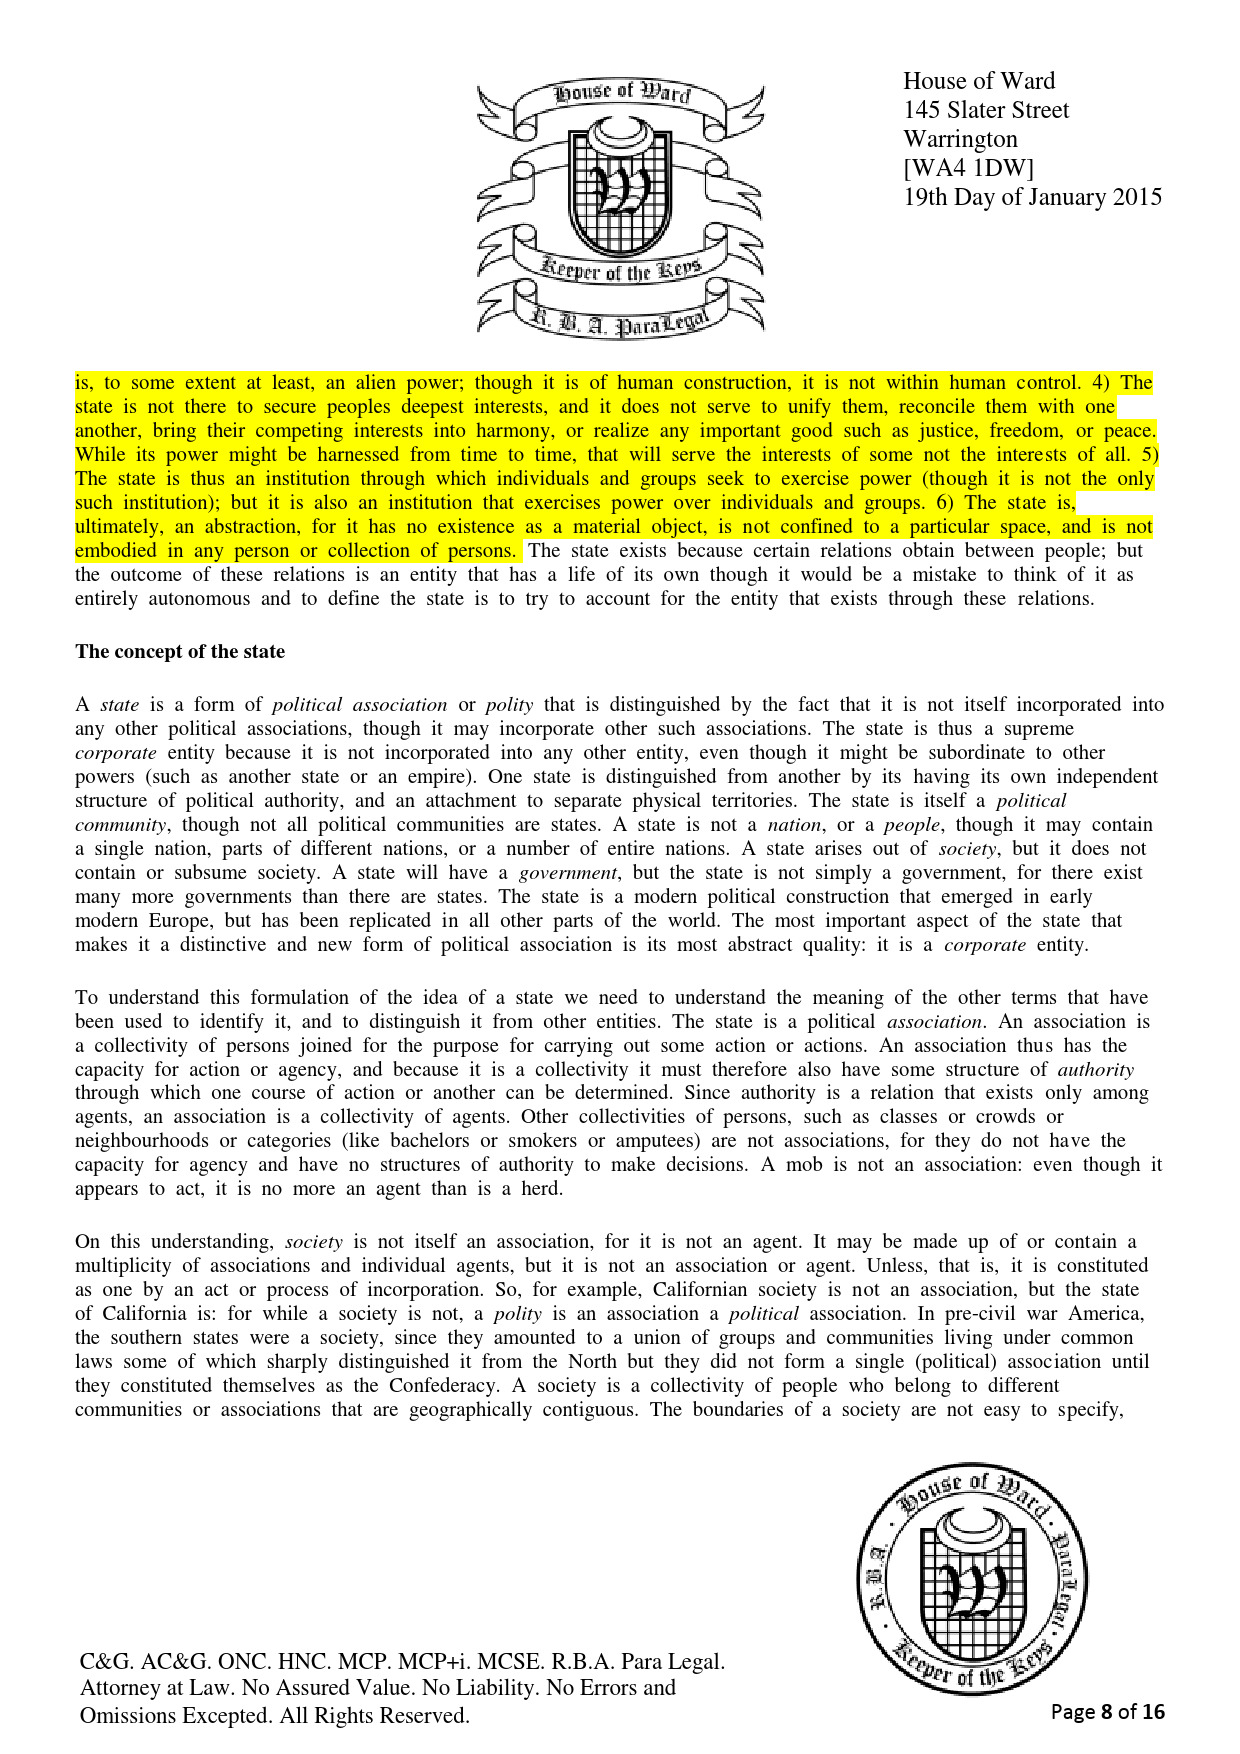 House of Ward
145 Slater Street
Warrington
[WA4 1DW]
19th Day of January 2015
House of Ward
Keeper of the Keys
R. B. A. ParaLegal
is, to some extent at least, an alien power; though it is of human construction, it is not within human control. 4) The
state is not there to secure peoples deepest interests, and it does not serve to unify them, reconcile them with one
another, bring their competing interests into harmony, or realize any important good such as justice, freedom, or peace.
While its power might be harnessed from time to time, that will serve the interests of some not the interests of all. 5)
The state is thus an institution through which individuals and groups seek to exercise power (though it is not the only
such institution); but it is also an institution that exercises power over individuals and groups. 6) The state is,
ultimately, an abstraction, for it has no existence as a material object, is not confined to a particular space, and is not
embodied in any person or collection of persons. The state exists because certain relations obtain between people; but
the outcome of these relations is an entity that has a life of its own though it would be a mistake to think of it as
entirely autonomous and to define the state is to try to account for the entity that exists through these relations.
The concept of the state
A state is a form of political association or polity that is distinguished by the fact that it is not itself incorporated into
any other political associations, though it may incorporate other such associations. The state is thus a supreme
corporate entity because it is not incorporated into any other entity, even though it might be subordinate to other
powers (such as another state or an empire). One state is distinguished from another by its having its own independent
structure of political authority, and an attachment to separate physical territories. The state is itself a political
community, though not all political communities are states. A state is not a nation, or a people, though it may contain
a single nation, parts of different nations, or a number of entire nations. A state arises out of society, but it does not
contain or subsume society. A state will have a government, but the state is not simply a government, for there exist
many more governments than there are states. The state is a modern political construction that emerged in early
modern Europe, but has been replicated in all other parts of the world. The most important aspect of the state that
makes it a distinctive and new form of political association is its most abstract quality: it is a corporate entity.
To understand this formulation of the idea of a state we need to understand the meaning of the other terms that have
been used to identify it, and to distinguish it from other entities. The state is a political association. An association is
a collectivity of persons joined for the purpose for carrying out some action or actions. An association thus has the
capacity for action or agency, and because it is a collectivity it must therefore also have some structure of authority
through which one course of action or another can be determined. Since authority is a relation that exists only among
agents, an association is a collectivity of agents. Other collectivities of persons, such as classes or crowds or
neighbourhoods or categories (like bachelors or smokers or amputees) are not associations, for they do not have the
capacity for agency and have no structures of authority to make decisions. A mob is not an association: even though it
appears to act, it is no more an agent than is a herd.
On this understanding, society is not itself an association, for it is not an agent. It may be made up of or contain a
multiplicity of associations and individual agents, but it is not an association or agent. Unless, that is, it is constituted
as one by an act or process of incorporation. So, for example, Californian society is not an association, but the state
of California is: for while a society is not, a polity is an association a political association. In pre-civil war America,
the southern states were a society, since they amounted to a union of groups and communities living under common
laws some of which sharply distinguished it from the North but they did not form a single (political) association until
they constituted themselves as the Confederacy. A society is a collectivity of people who belong to different
communities or associations that are geographically contiguous. The boundaries of a society are not easy to specify,
House of Ward · ParaLegal · Keeper of the Keys · R.B.A. ·
C&G. AC&G. ONC. HNC. MCP. MCP+i. MCSE. R.B.A. Para Legal.
Attorney at Law. No Assured Value. No Liability. No Errors and
Omissions Excepted. All Rights Reserved.
Page 8 of 16